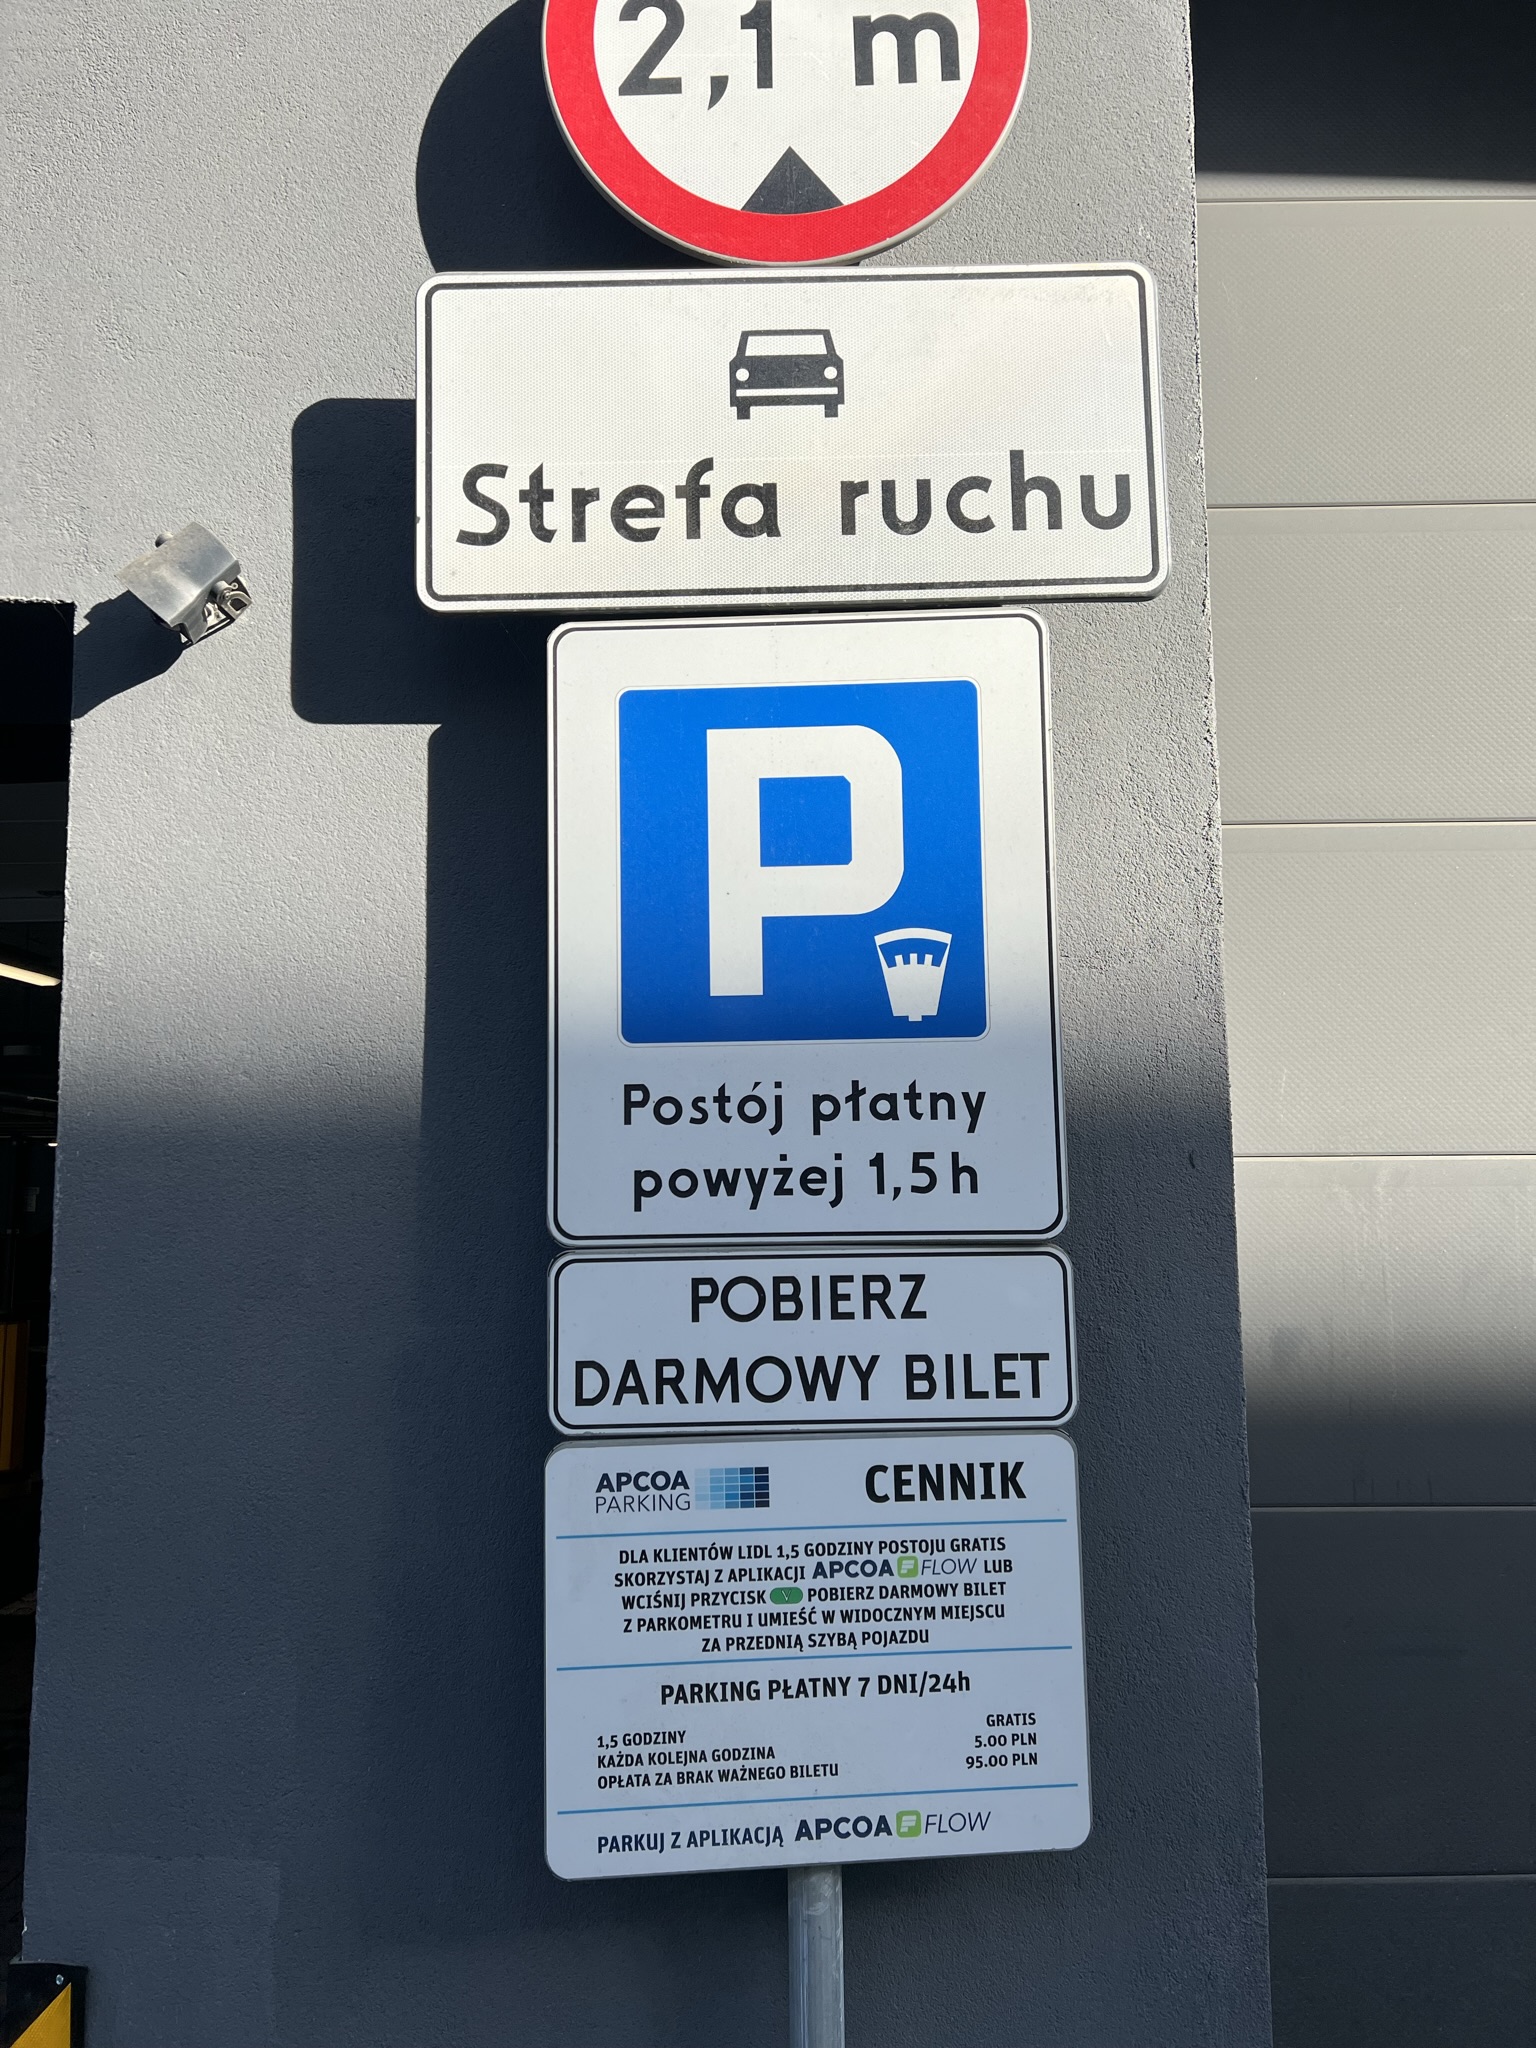 2,1 m
Strefa ruchu
P
Postój płatny
powyżej 1,5 h
POBIERZ
DARMOWY BILET
APCOA
PARKING
CENNIK
DLA KLIENTÓW LIDL 1,5 GODZINY POSTOJU GRATIS
SKORZYSTAJ Z APLIKACJI APCOA FLOW LUB
WCIŚNIJ PRZYCISK V POBIERZ DARMOWY BILET
Z PARKOMETRU I UMIEŚĆ W WIDOCZNYM MIEJSCU
ZA PRZEDNIĄ SZYBĄ POJAZDU
PARKING PŁATNY 7 DNI/24h
1,5 GODZINY GRATIS
KAŻDA KOLEJNA GODZINA 5.00 PLN
OPŁATA ZA BRAK WAŻNEGO BILETU 95.00 PLN
PARKUJ Z APLIKACJĄ APCOA FLOW